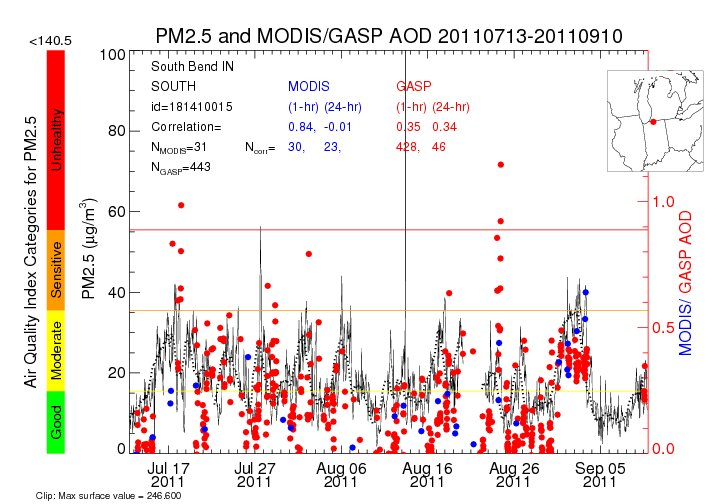 PM2.5 and MODIS/GASP AOD 20110713-20110910
<140.5
Air Quality Index Categories for PM2.5
Unhealthy
Sensitive
Moderate
Good
PM2.5 (µg/m³)
100
80
60
40
20
0
South Bend IN
SOUTH MODIS GASP
id=181410015 (1-hr) (24-hr) (1-hr) (24-hr)
Correlation= 0.84, -0.01 0.35 0.34
NMODIS=31 Ncorr= 30, 23, 428, 46
NGASP=443
1.0
0.5
0.0
MODIS/ GASP AOD
Jul 17 Jul 27 Aug 06 Aug 16 Aug 26 Sep 05
2011 2011 2011 2011 2011 2011
Clip: Max surface value = 246.600